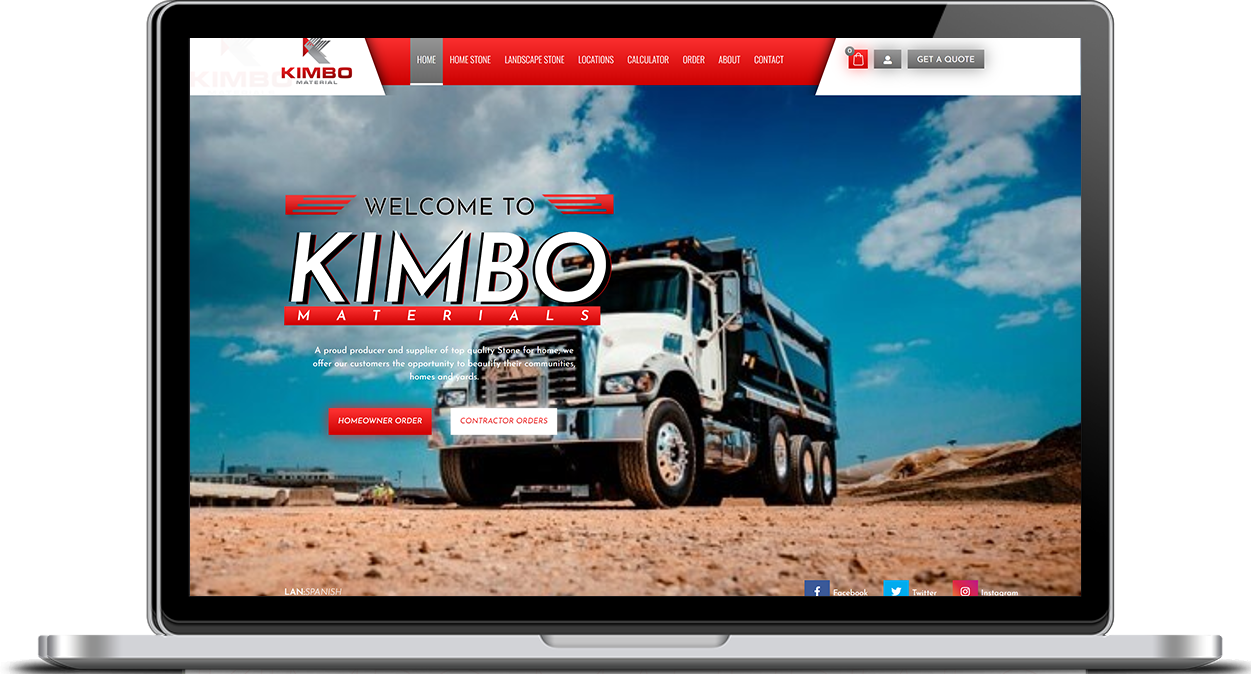 KIMBO
KIMBO
MATERIAL
HOME HOME STONE LANDSCAPE STONE LOCATIONS CALCULATOR ORDER ABOUT CONTACT
0
GET A QUOTE
WELCOME TO
KIMBO
MATERIALS
A proud producer and supplier of top quality Stone for home, we
offer our customers the opportunity to beautify their communities,
homes and yards.
HOMEOWNER ORDER CONTRACTOR ORDERS
LAN:SPANISH
Facebook Twitter Instagram